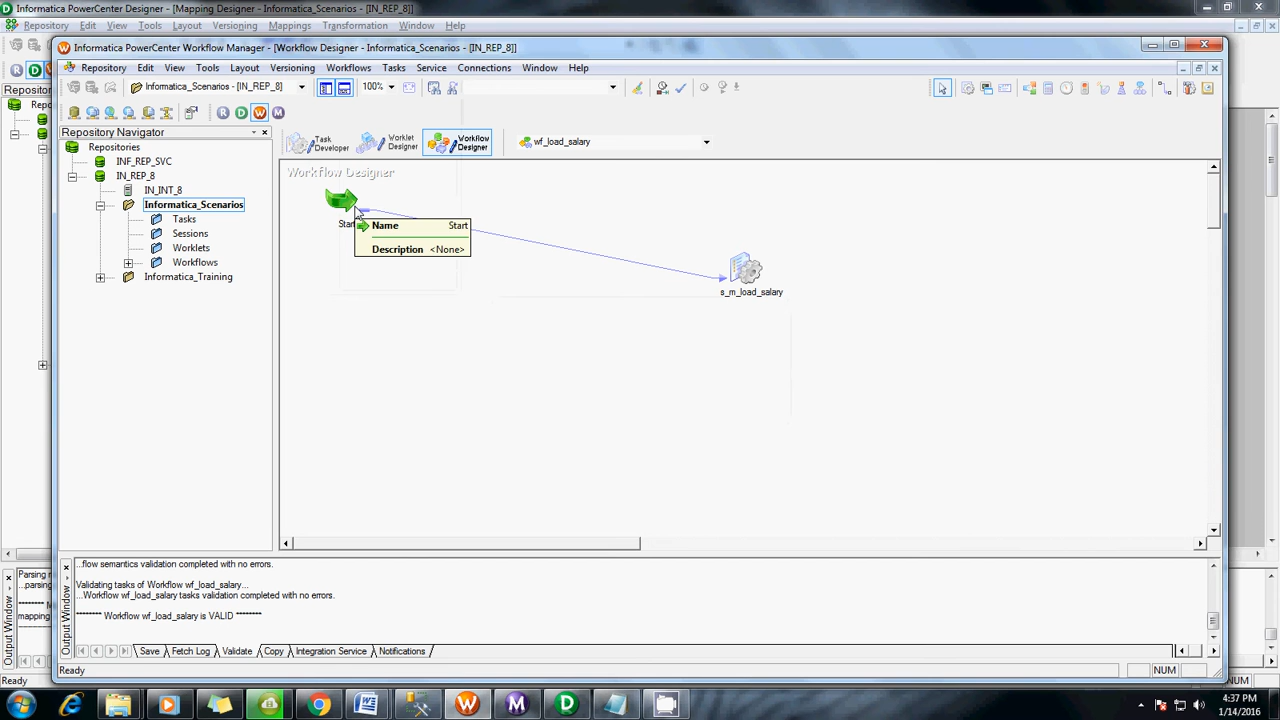 Informatica PowerCenter Designer - [Mapping Designer - Informatica_Scenarios - [IN_REP_8]]
Repository Edit View Tools Layout Versioning Mappings Transformation Window Help
Informatica PowerCenter Workflow Manager - [Workflow Designer - Informatica_Scenarios - [IN_REP_8]]
Repository Edit View Tools Layout Versioning Workflows Tasks Service Connections Window Help
Informatica_Scenarios - [IN_REP_8] 100%
R D W M
Repository Navigator
Task Developer
Worklet Designer
Workflow Designer
wf_load_salary
Repositories
INF_REP_SVC
IN_REP_8
IN_INT_8
Informatica_Scenarios
Tasks
Sessions
Worklets
Workflows
Informatica_Training
Workflow Designer
Start
Name Start
Description <None>
s_m_load_salary
...flow semantics validation completed with no errors.
Validating tasks of Workflow wf_load_salary...
...Workflow wf_load_salary tasks validation completed with no errors.
******** Workflow wf_load_salary is VALID ********
Output Window
Save Fetch Log Validate Copy Integration Service Notifications
Ready NUM
Output Window
Ready NUM
4:37 PM
1/14/2016